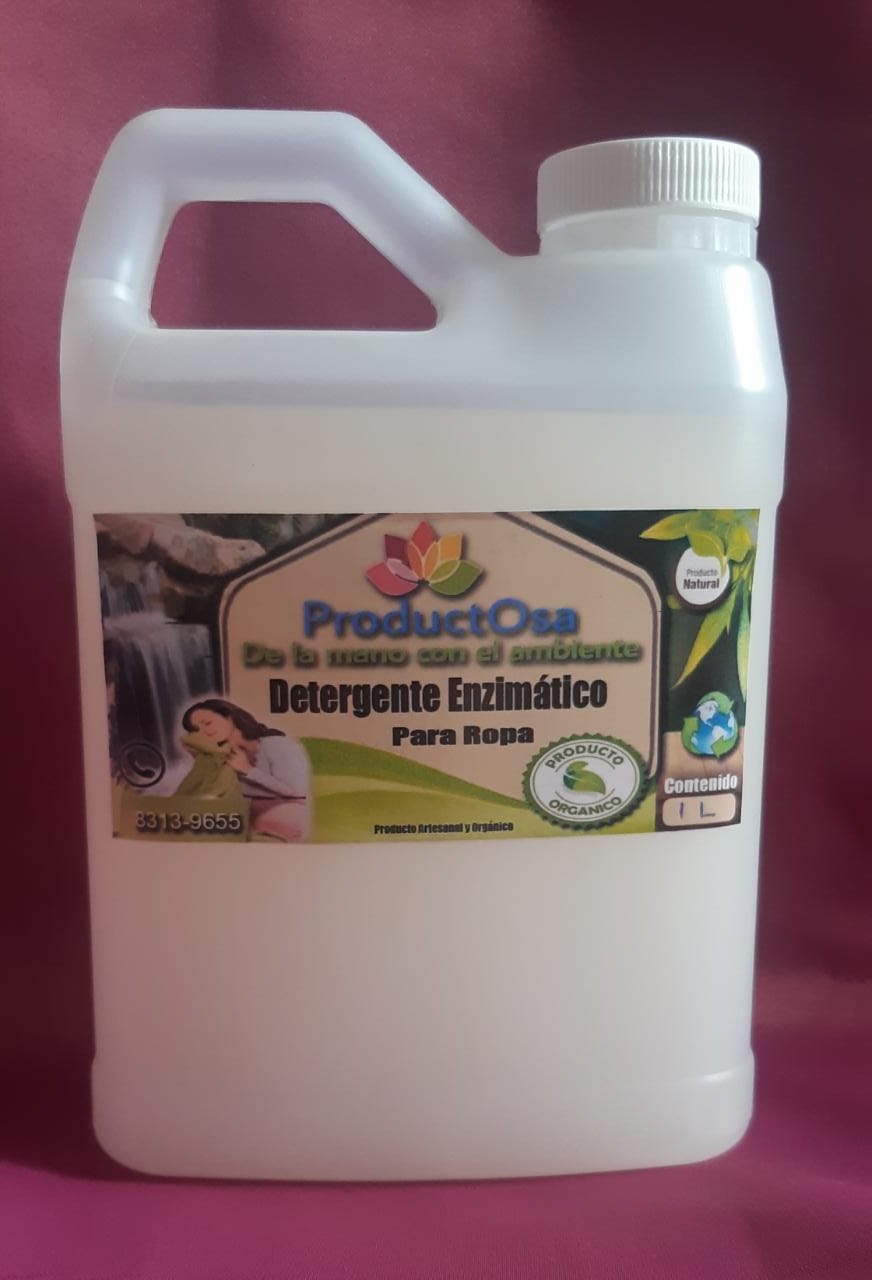 Producto
Natural
ProductOsa
De la mano con el ambiente
Detergente Enzimático
Para Ropa
PRODUCTO
ORGANICO
Contenido
1 L
8313-9655
Producto Artesanal y Orgánico